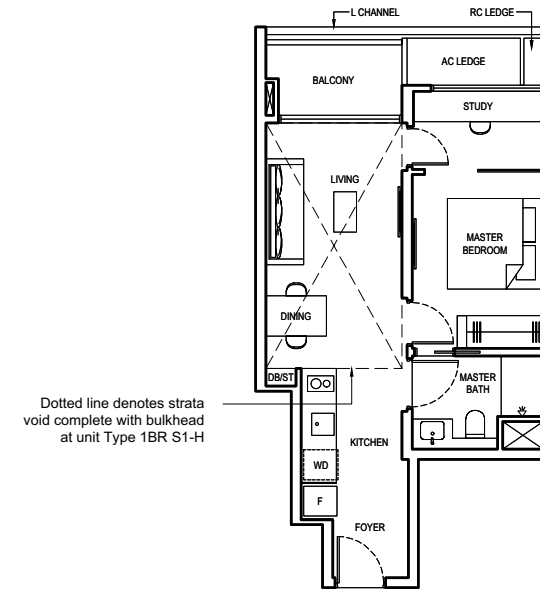 L CHANNEL
RC LEDGE
AC LEDGE
BALCONY
STUDY
LIVING
MASTER
BEDROOM
DINING
DB/ST
MASTER
BATH
Dotted line denotes strata
void complete with bulkhead
at unit Type 1BR S1-H
KITCHEN
WD
F
FOYER